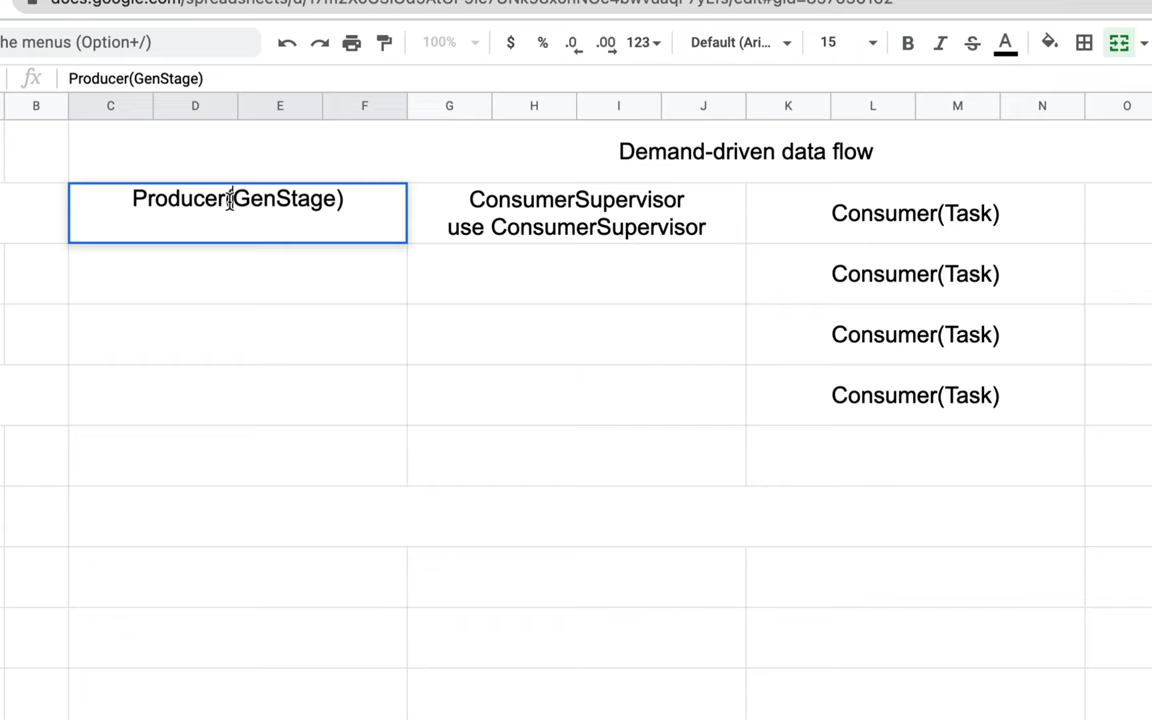 he menus (Option+/)
100%
$
%
.0
.00
123
Default (Ari...
15
B
I
S
A
fx
Producer(GenStage)
B
C
D
E
F
G
H
I
J
K
L
M
N
O
Demand-driven data flow
Producer(GenStage)
ConsumerSupervisor
use ConsumerSupervisor
Consumer(Task)
Consumer(Task)
Consumer(Task)
Consumer(Task)